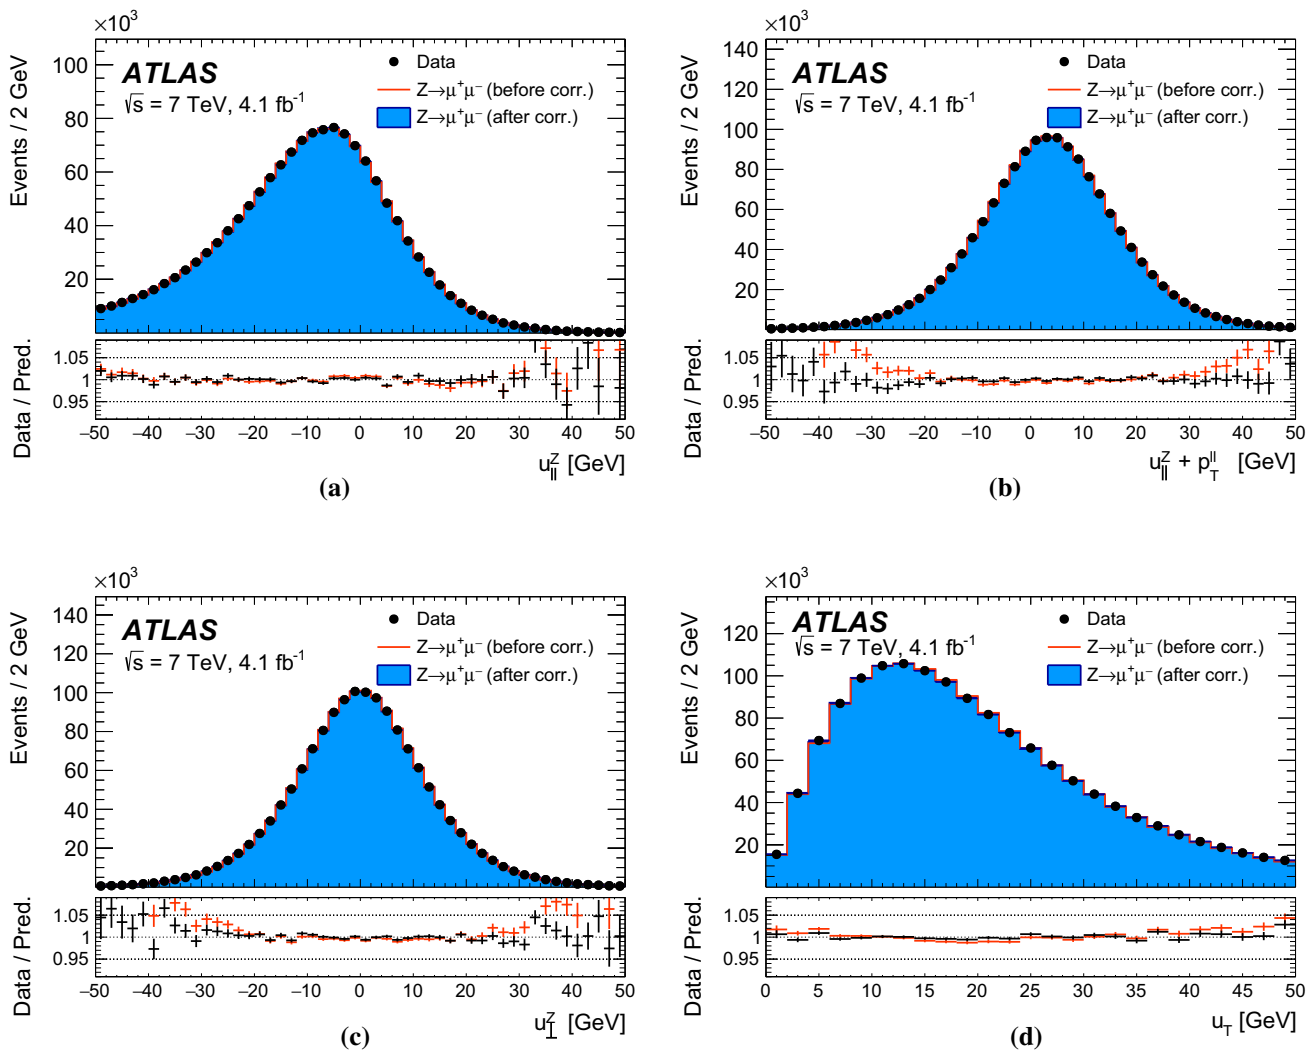 ×10³
Events / 2 GeV
100
80
60
40
20
ATLAS
√s = 7 TeV, 4.1 fb⁻¹
Data
Z→μ⁺μ⁻ (before corr.)
Z→μ⁺μ⁻ (after corr.)
Data / Pred.
1.05
1
0.95
−50 −40 −30 −20 −10 0 10 20 30 40 50
u∥ᶻ [GeV]
(a)
×10³
Events / 2 GeV
140
120
100
80
60
40
20
ATLAS
√s = 7 TeV, 4.1 fb⁻¹
Data
Z→μ⁺μ⁻ (before corr.)
Z→μ⁺μ⁻ (after corr.)
Data / Pred.
1.05
1
0.95
−50 −40 −30 −20 −10 0 10 20 30 40 50
u∥ᶻ + p_T^ll [GeV]
(b)
×10³
Events / 2 GeV
140
120
100
80
60
40
20
ATLAS
√s = 7 TeV, 4.1 fb⁻¹
Data
Z→μ⁺μ⁻ (before corr.)
Z→μ⁺μ⁻ (after corr.)
Data / Pred.
1.05
1
0.95
−50 −40 −30 −20 −10 0 10 20 30 40 50
u⊥ᶻ [GeV]
(c)
×10³
Events / 2 GeV
120
100
80
60
40
20
ATLAS
√s = 7 TeV, 4.1 fb⁻¹
Data
Z→μ⁺μ⁻ (before corr.)
Z→μ⁺μ⁻ (after corr.)
Data / Pred.
1.05
1
0.95
0 5 10 15 20 25 30 35 40 45 50
u_T [GeV]
(d)